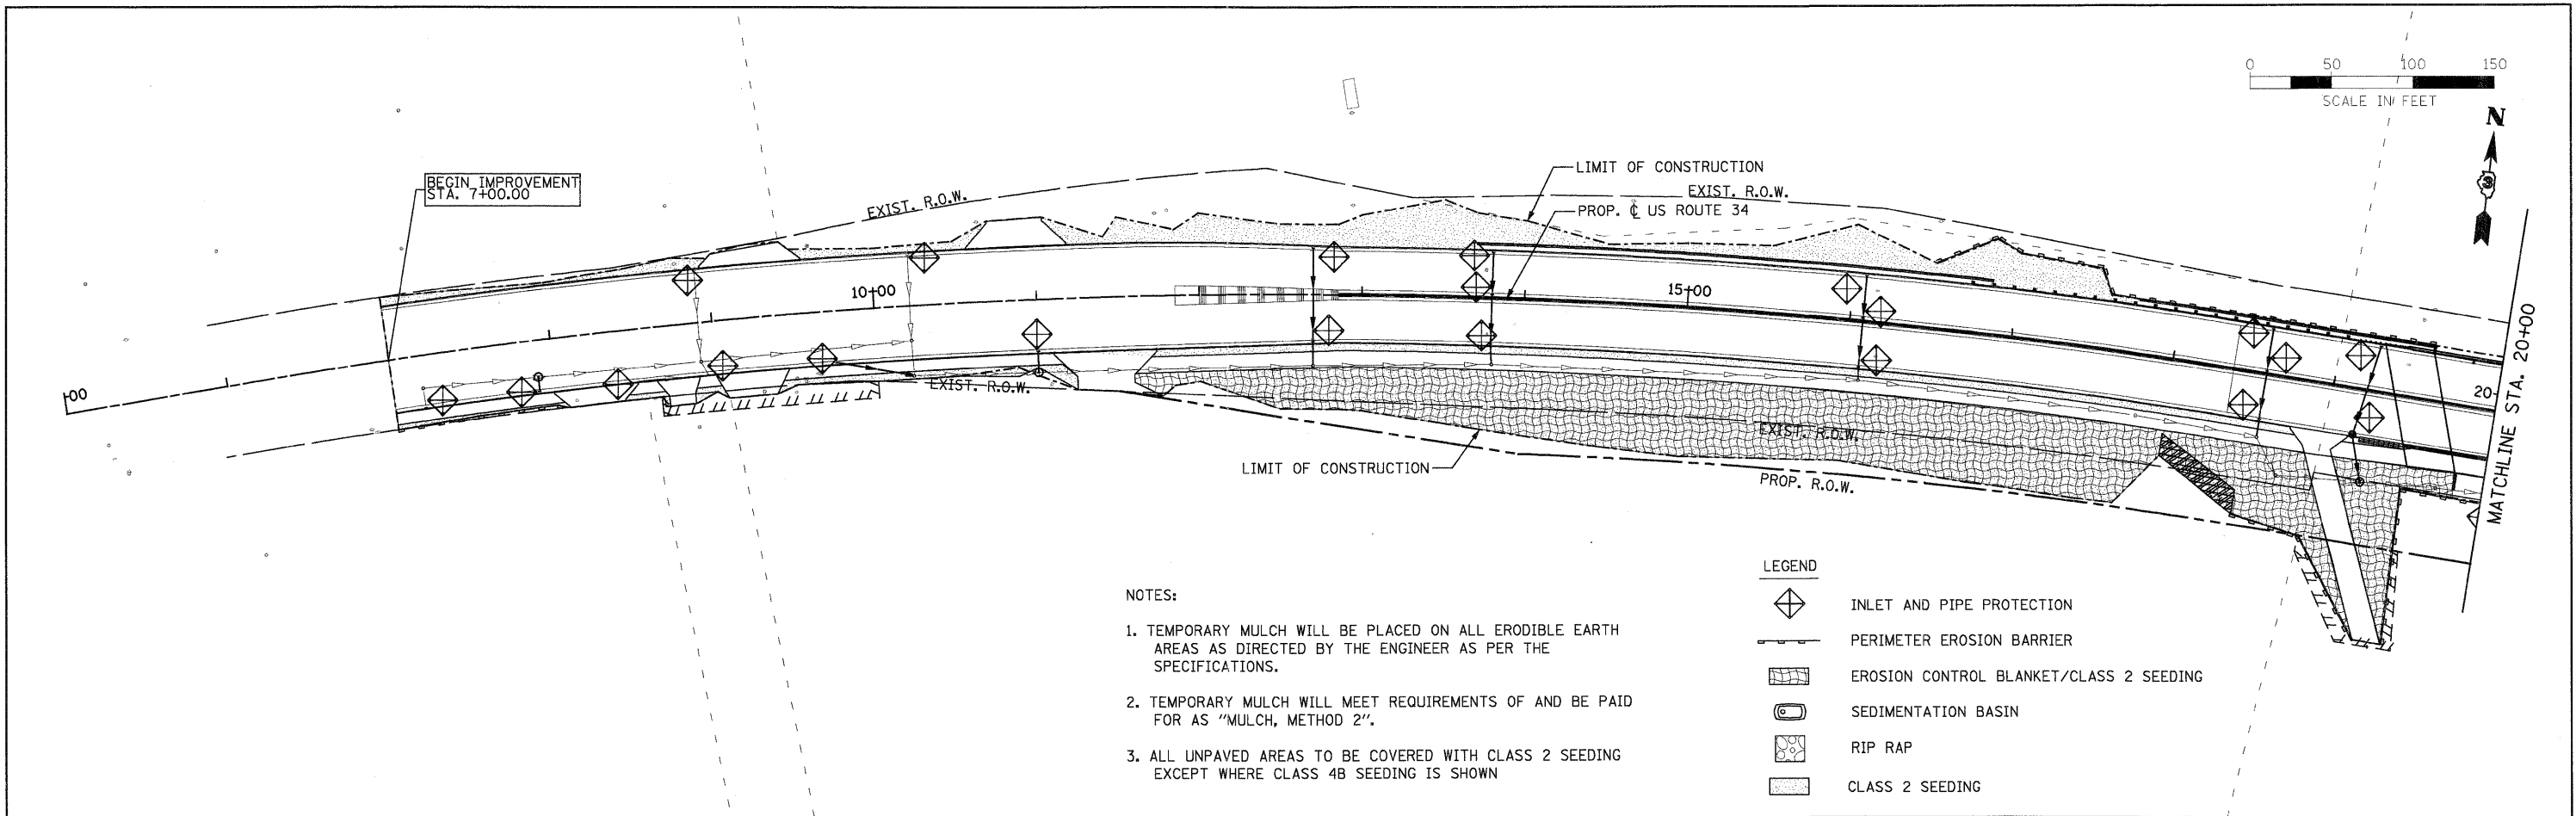 0 50 100 150
SCALE IN FEET
N
BEGIN IMPROVEMENT
STA. 7+00.00
LIMIT OF CONSTRUCTION
EXIST. R.O.W.
EXIST. R.O.W.
PROP. ℄ US ROUTE 34
10+00
15+00
+00
20
MATCHLINE STA. 20+00
EXIST. R.O.W.
EXIST. R.O.W.
LIMIT OF CONSTRUCTION
PROP. R.O.W.
NOTES:
1. TEMPORARY MULCH WILL BE PLACED ON ALL ERODIBLE EARTH
AREAS AS DIRECTED BY THE ENGINEER AS PER THE
SPECIFICATIONS.
2. TEMPORARY MULCH WILL MEET REQUIREMENTS OF AND BE PAID
FOR AS "MULCH, METHOD 2".
3. ALL UNPAVED AREAS TO BE COVERED WITH CLASS 2 SEEDING
EXCEPT WHERE CLASS 4B SEEDING IS SHOWN
LEGEND
INLET AND PIPE PROTECTION
PERIMETER EROSION BARRIER
EROSION CONTROL BLANKET/CLASS 2 SEEDING
SEDIMENTATION BASIN
RIP RAP
CLASS 2 SEEDING